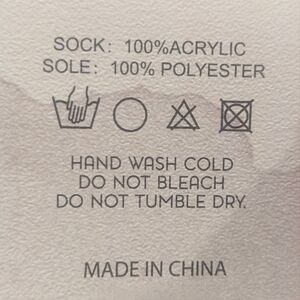 SOCK: 100%ACRYLIC
SOLE: 100% POLYESTER
HAND WASH COLD
DO NOT BLEACH
DO NOT TUMBLE DRY.
MADE IN CHINA